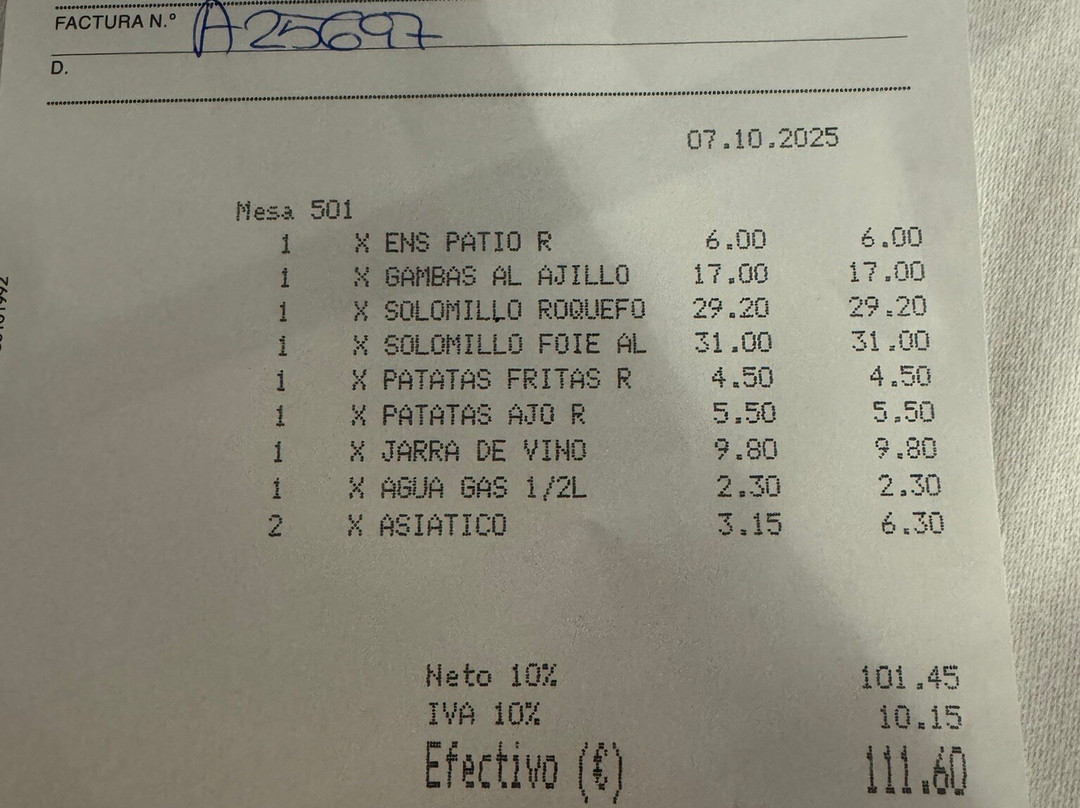 FACTURA N.º A25697
D.
07.10.2025
Mesa 501
1 X ENS PATIO R 6.00 6.00
1 X GAMBAS AL AJILLO 17.00 17.00
1 X SOLOMILLO ROQUEFO 29.20 29.20
1 X SOLOMILLO FOIE AL 31.00 31.00
1 X PATATAS FRITAS R 4.50 4.50
1 X PATATAS AJO R 5.50 5.50
1 X JARRA DE VINO 9.80 9.80
1 X AGUA GAS 1/2L 2.30 2.30
2 X ASIATICO 3.15 6.30
Neto 10% 101.45
IVA 10% 10.15
Efectivo (€) 111.60